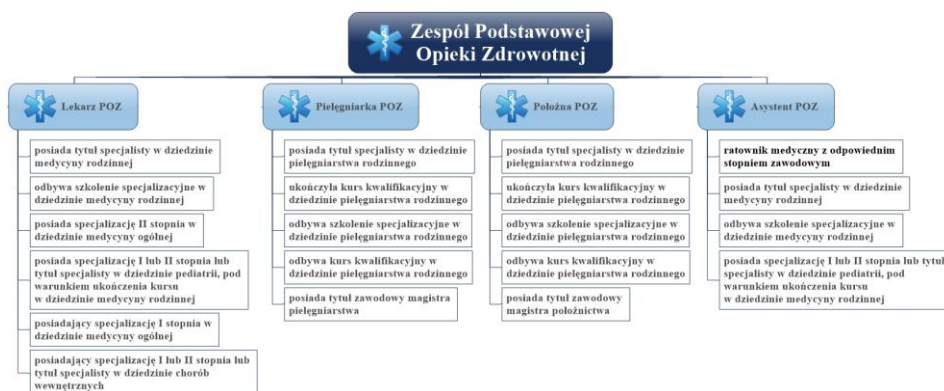 Zespół Podstawowej
Opieki Zdrowotnej
Lekarz POZ
posiada tytuł specjalisty w dziedzinie
medycyny rodzinnej
odbywa szkolenie specjalizacyjne w
dziedzinie medycyny rodzinnej
posiada specjalizację II stopnia w
dziedzinie medycyny ogólnej
posiada specjalizację I lub II stopnia lub
tytuł specjalisty w dziedzinie pediatrii, pod
warunkiem ukończenia kursu
w dziedzinie medycyny rodzinnej
posiadający specjalizację I stopnia w
dziedzinie medycyny ogólnej
posiadający specjalizację I lub II stopnia lub
tytuł specjalisty w dziedzinie chorób
wewnętrznych
Pielęgniarka POZ
posiada tytuł specjalisty w dziedzinie
pielęgniarstwa rodzinnego
ukończyła kurs kwalifikacyjny w
dziedzinie pielęgniarstwa rodzinnego
odbywa szkolenie specjalizacyjne w
dziedzinie pielęgniarstwa rodzinnego
odbywa kurs kwalifikacyjny w
dziedzinie pielęgniarstwa rodzinnego
posiada tytuł zawodowy magistra
pielęgniarstwa
Położna POZ
posiada tytuł specjalisty w dziedzinie
pielęgniarstwa rodzinnego
ukończyła kurs kwalifikacyjny w
dziedzinie pielęgniarstwa rodzinnego
odbywa szkolenie specjalizacyjne w
dziedzinie pielęgniarstwa rodzinnego
odbywa kurs kwalifikacyjny w
dziedzinie pielęgniarstwa rodzinnego
posiada tytuł zawodowy
magistra położnictwa
Asystent POZ
ratownik medyczny z odpowiednim
stopniem zawodowym
posiada tytuł specjalisty w dziedzinie
medycyny rodzinnej
odbywa szkolenie specjalizacyjne w
dziedzinie medycyny rodzinnej
posiada specjalizację I lub II stopnia lub tytuł
specjalisty w dziedzinie pediatrii, pod
warunkiem ukończenia kursu
w dziedzinie medycyny rodzinnej